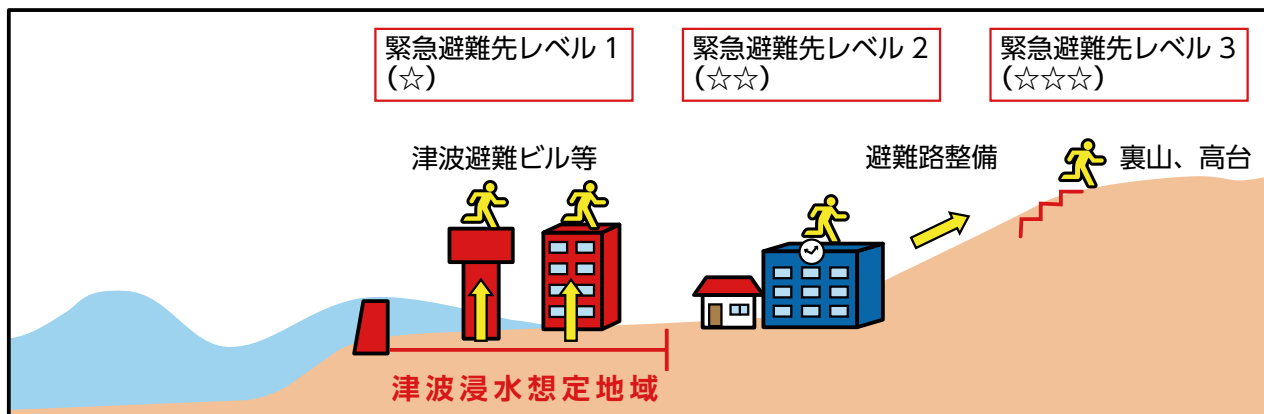 緊急避難先レベル 1
(☆)
緊急避難先レベル 2
(☆☆)
緊急避難先レベル 3
(☆☆☆)
津波避難ビル等
避難路整備
裏山、高台
津波浸水想定地域